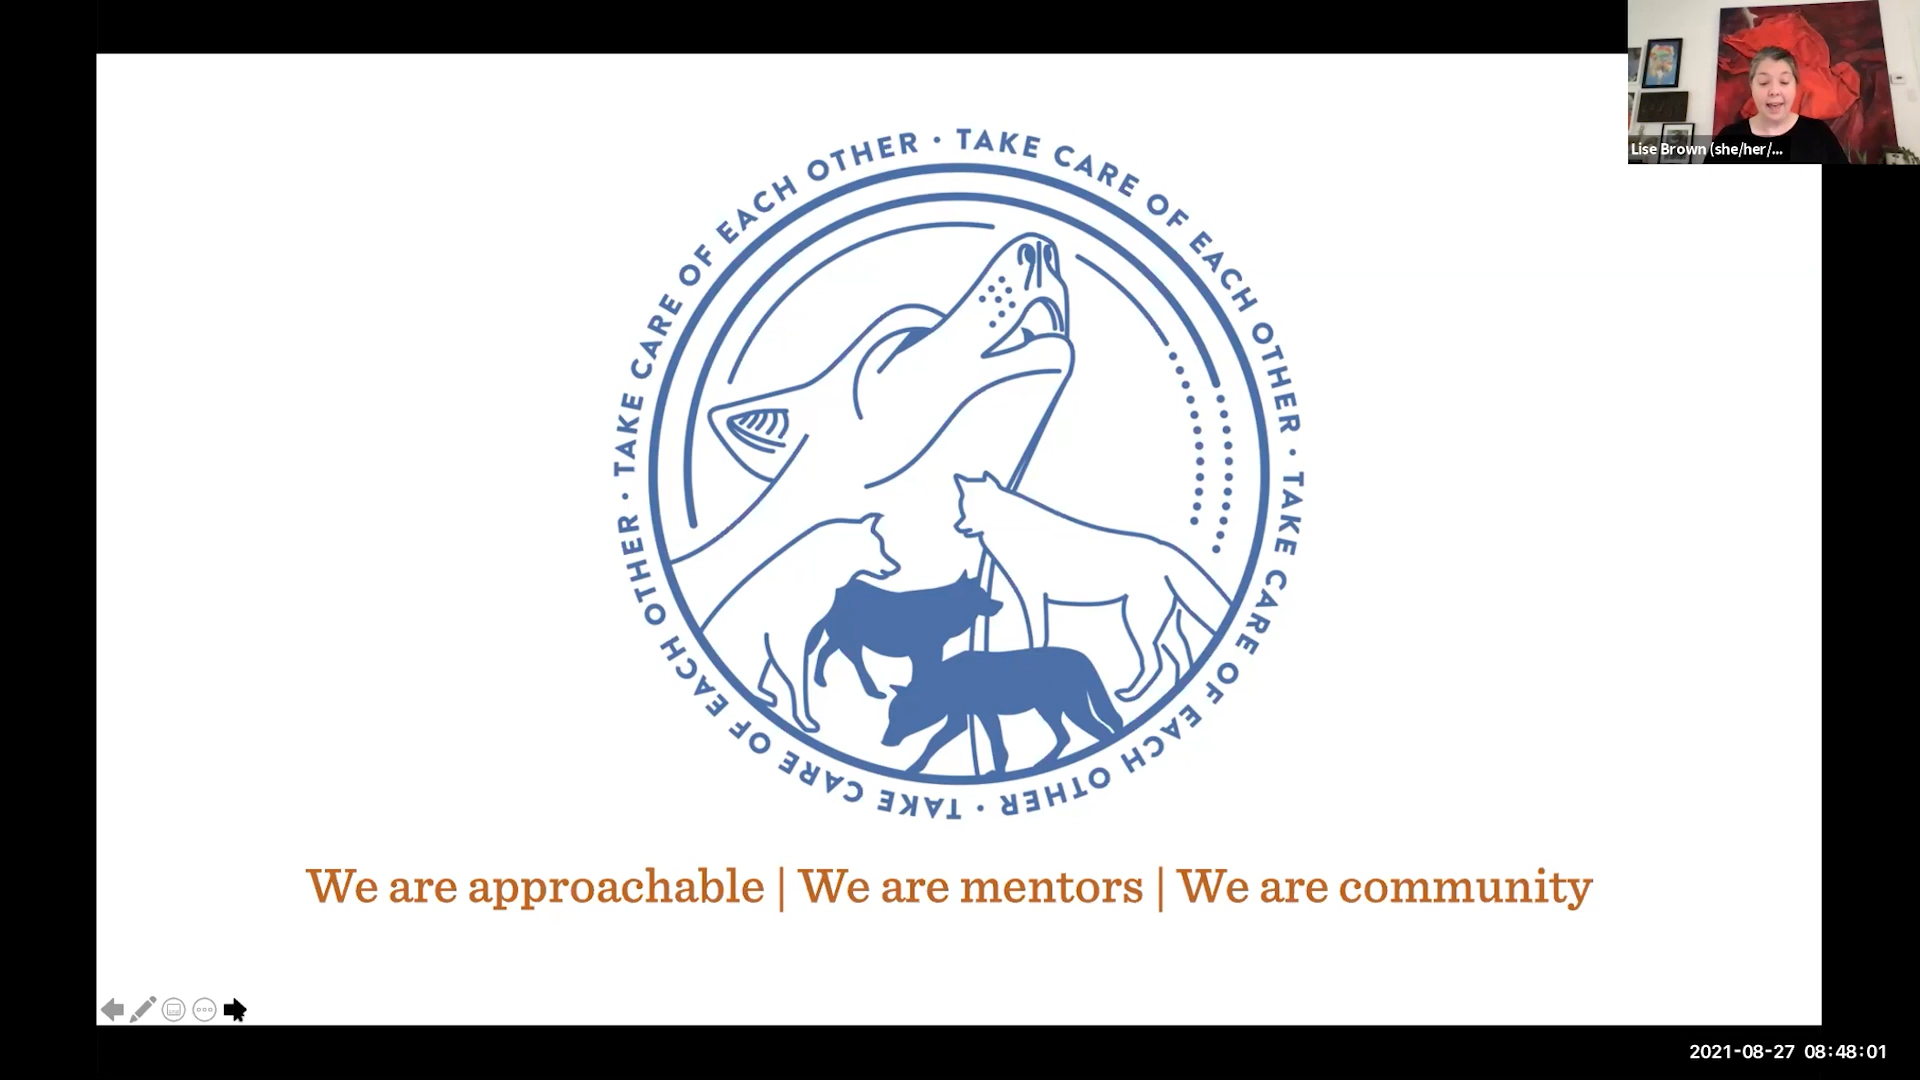 Lise Brown (she/her/...
TAKE CARE OF EACH OTHER · TAKE CARE OF EACH OTHER · TAKE CARE OF EACH OTHER · TAKE CARE OF EACH OTHER ·
We are approachable | We are mentors | We are community
2021-08-27 08:48:01